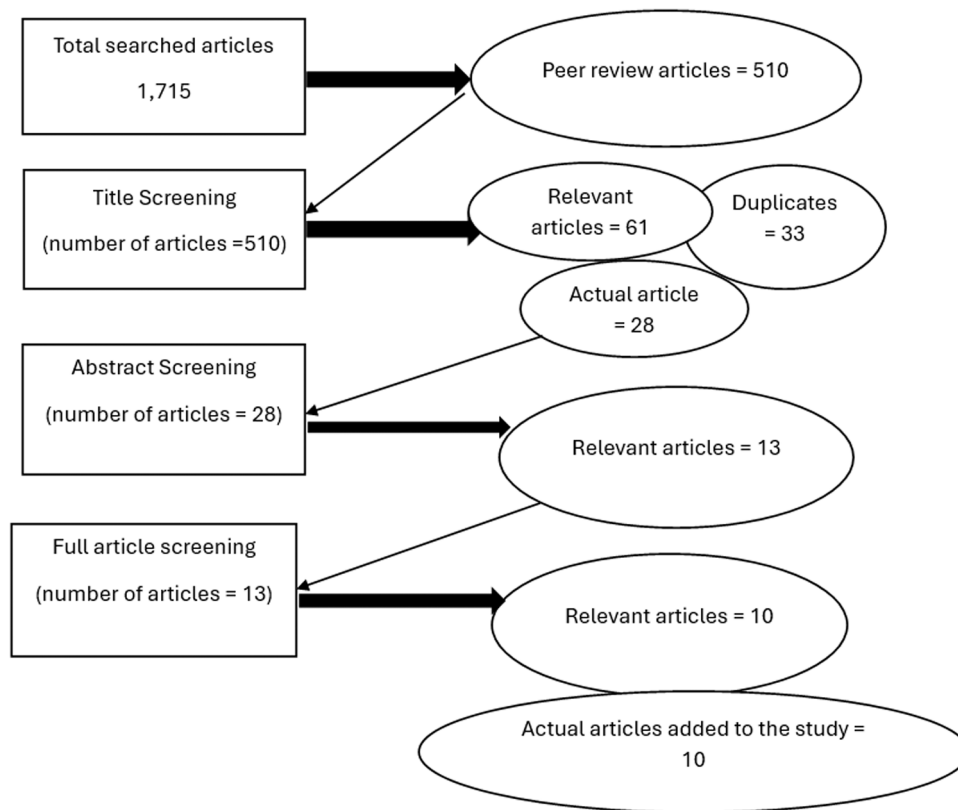 Total searched articles
1,715
Peer review articles = 510
Title Screening
(number of articles =510)
Relevant
articles = 61
Duplicates
= 33
Actual article
= 28
Abstract Screening
(number of articles = 28)
Relevant articles = 13
Full article screening
(number of articles = 13)
Relevant articles = 10
Actual articles added to the study =
10